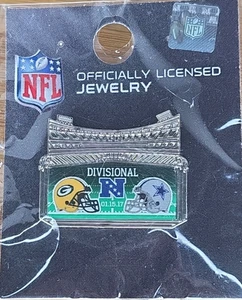 NFL
OFFICIALLY LICENSED
JEWELRY
DIVISIONAL
G N
01.15.17